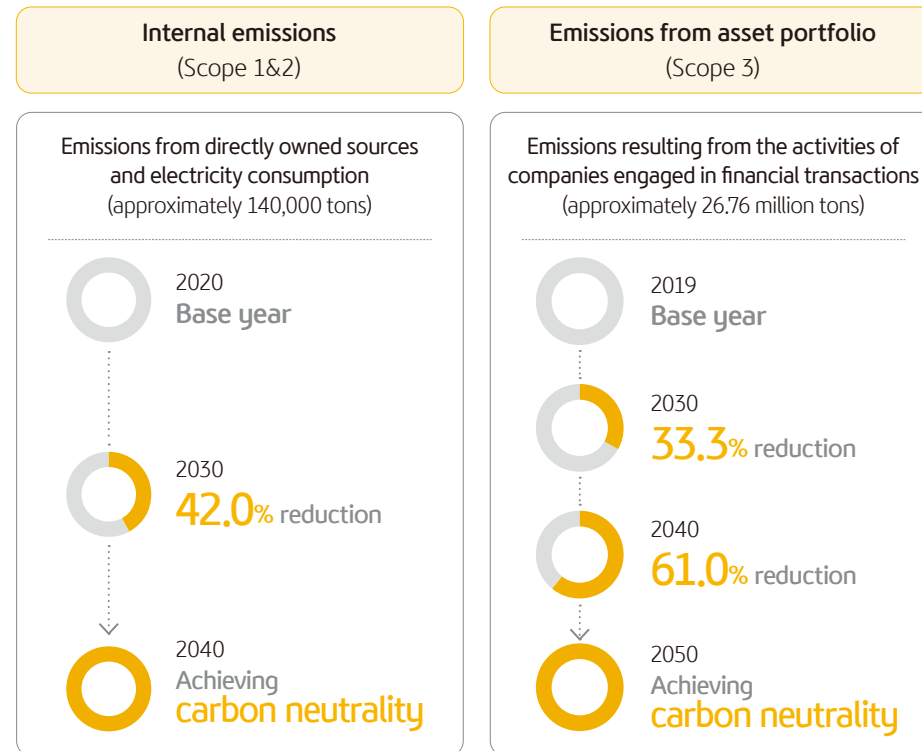 Internal emissions
(Scope 1&2)
Emissions from directly owned sources
and electricity consumption
(approximately 140,000 tons)
2020
Base year
2030
42.0% reduction
2040
Achieving
carbon neutrality
Emissions from asset portfolio
(Scope 3)
Emissions resulting from the activities of
companies engaged in financial transactions
(approximately 26.76 million tons)
2019
Base year
2030
33.3% reduction
2040
61.0% reduction
2050
Achieving
carbon neutrality